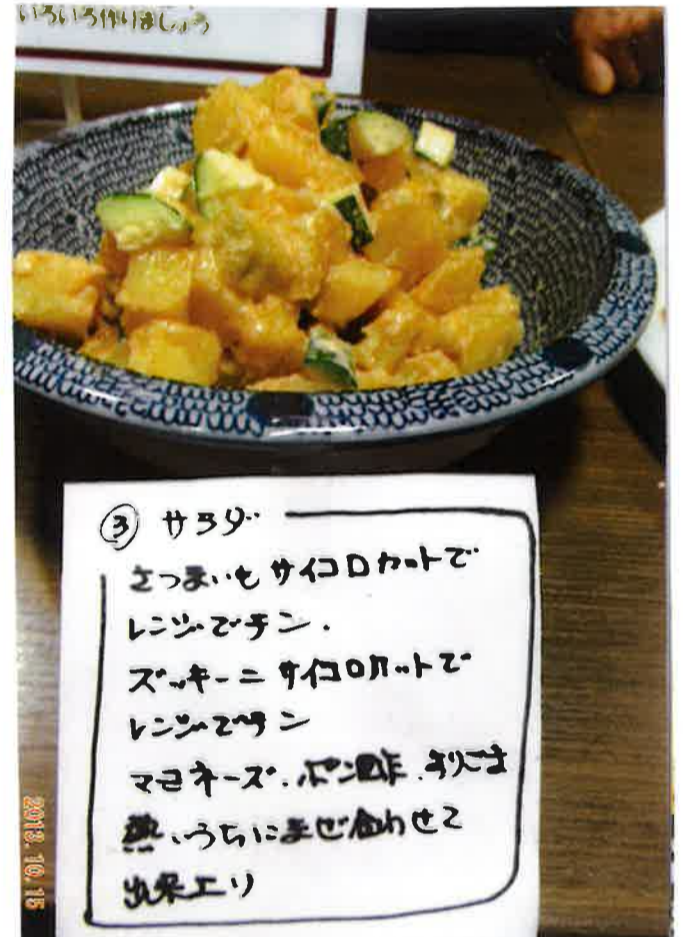 いろいろ作りましょう
③ サラダ
さつまいもサイコロカットで
レンジでチン.
ズッキーニサイコロカットで
レンジでチン
マヨネーズ、ポン酢、すりごま
熱いうちにまぜ合わせて
出来上り
2013.10.15